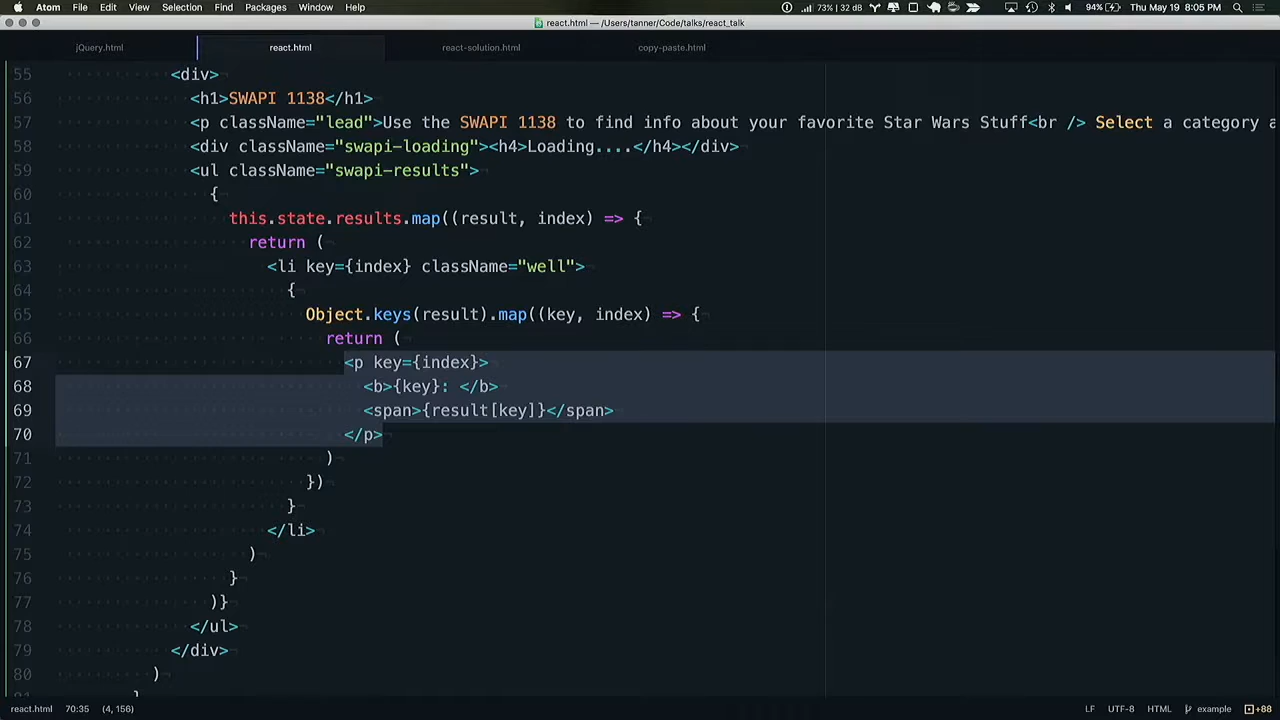 Atom File Edit View Selection Find Packages Window Help 73% | 32 dB 94% Thu May 19 8:05 PM
react.html — /Users/tanner/Code/talks/react_talk
jQuery.html react.html react-solution.html copy-paste.html
55 <div>
56 <h1>SWAPI 1138</h1>
57 <p className="lead">Use the SWAPI 1138 to find info about your favorite Star Wars Stuff<br /> Select a category a
58 <div className="swapi-loading"><h4>Loading....</h4></div>
59 <ul className="swapi-results">
60 {
61 this.state.results.map((result, index) => {
62 return (
63 <li key={index} className="well">
64 {
65 Object.keys(result).map((key, index) => {
66 return (
67 <p key={index}>
68 <b>{key}: </b>
69 <span>{result[key]}</span>
70 </p>
71 )
72 })
73 }
74 </li>
75 )
76 }
77 )}
78 </ul>
79 </div>
80 )
81 }
react.html 70:35 (4, 156) LF UTF-8 HTML example +88